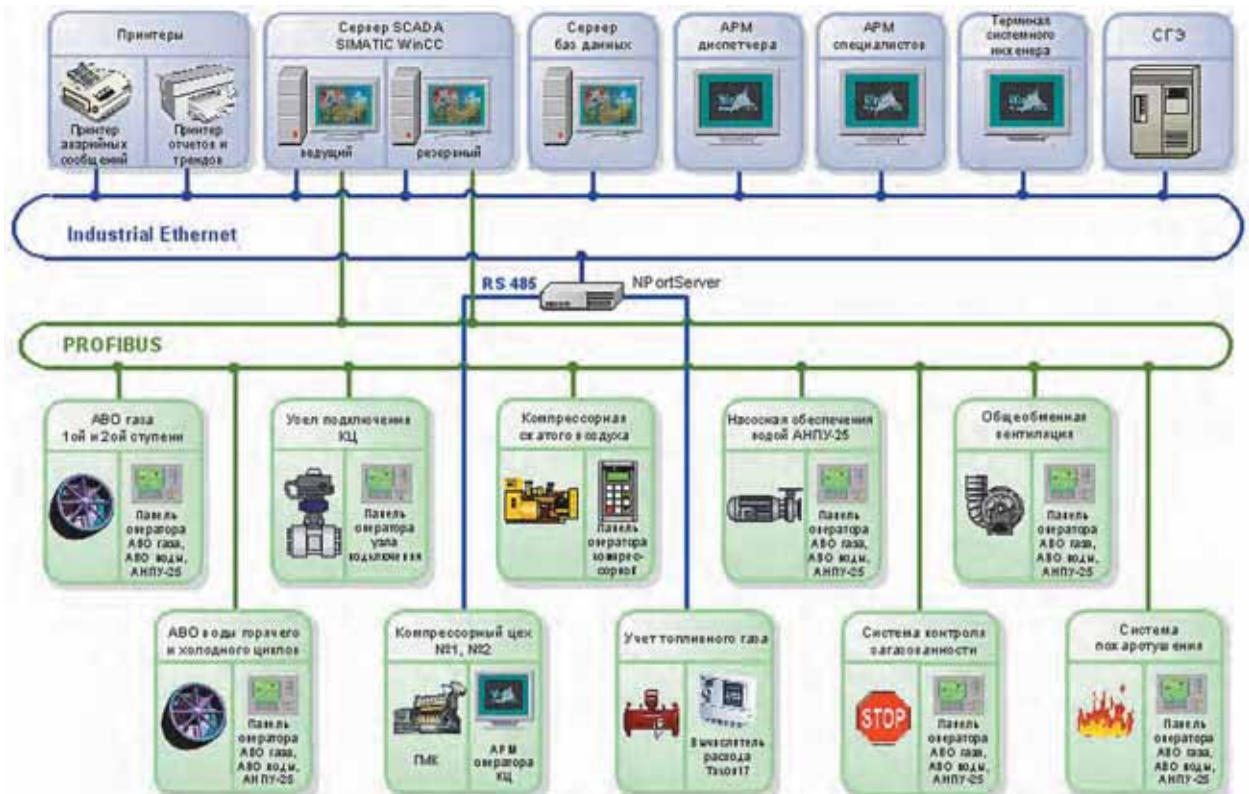 Принтеры
Принтер
аварийных
сообщений
Принтер
отчетов и
трендов
Сервер SCADA
SIMATIC WinCC
ведущий
резервный
Сервер
баз данных
АРМ
диспетчера
АРМ
специалистов
Терминал
системного
инженера
СГЭ
Industrial Ethernet
RS 485
NPortServer
PROFIBUS
АВО газа
1ой и 2ой ступени
Панель
оператора
АВО газа,
АВО воды,
АНПУ-25
Узел подключения
КЦ
Панель
оператора
узла
подключения
Компрессорная
сжатого воздуха
Панель
оператора
компрес-
сорной
Насосная обеспечения
водой АНПУ-25
Панель
оператора
АВО газа,
АВО воды,
АНПУ-25
Общеобменная
вентиляция
Панель
оператора
АВО газа,
АВО воды,
АНПУ-25
АВО воды горячего
и холодного циклов
Панель
оператора
АВО газа,
АВО воды,
АНПУ-25
Компрессорный цех
№1, №2
ГМК
АРМ
оператора
КЦ
Учет топливного газа
Вычислитель
расхода
Система контроля
загазованности
STOP
Панель
оператора
АВО газа,
АВО воды,
АНПУ-25
Система
пожаротушения
Панель
оператора
АВО газа,
АВО воды,
АНПУ-25